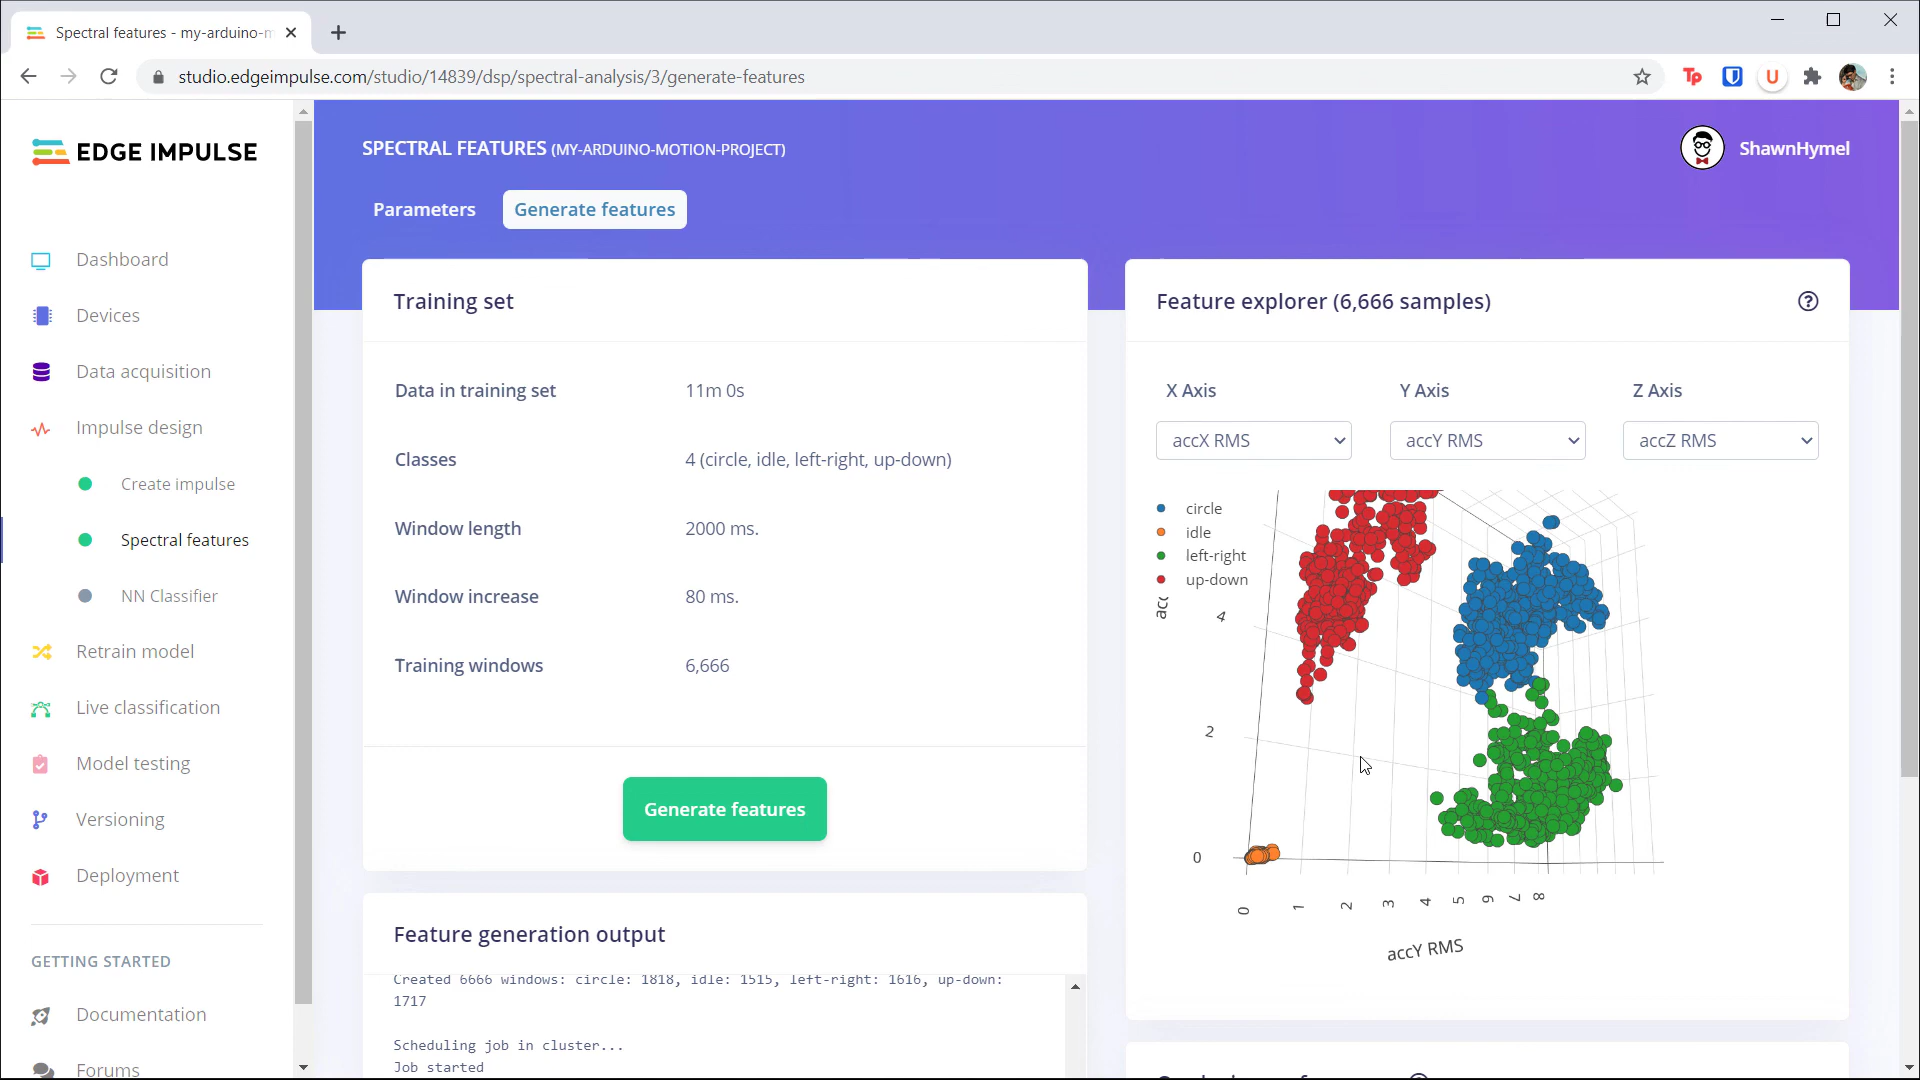 Spectral features - my-arduino-m
studio.edgeimpulse.com/studio/14839/dsp/spectral-analysis/3/generate-features
Tp
U
EDGE IMPULSE
Dashboard
Devices
Data acquisition
Impulse design
Create impulse
Spectral features
NN Classifier
Retrain model
Live classification
Model testing
Versioning
Deployment
GETTING STARTED
Documentation
Forums
SPECTRAL FEATURES (MY-ARDUINO-MOTION-PROJECT)
ShawnHymel
Parameters
Generate features
Training set
Data in training set 11m 0s
Classes 4 (circle, idle, left-right, up-down)
Window length 2000 ms.
Window increase 80 ms.
Training windows 6,666
Generate features
Feature generation output
Created 6666 windows: circle: 1818, idle: 1515, left-right: 1616, up-down:
1717
Scheduling job in cluster...
Job started
Feature explorer (6,666 samples)
X Axis Y Axis Z Axis
accX RMS accY RMS accZ RMS
circle
idle
left-right
up-down
acc
4
2
0
0 1 2 3 4 5 6 7 8
accY RMS